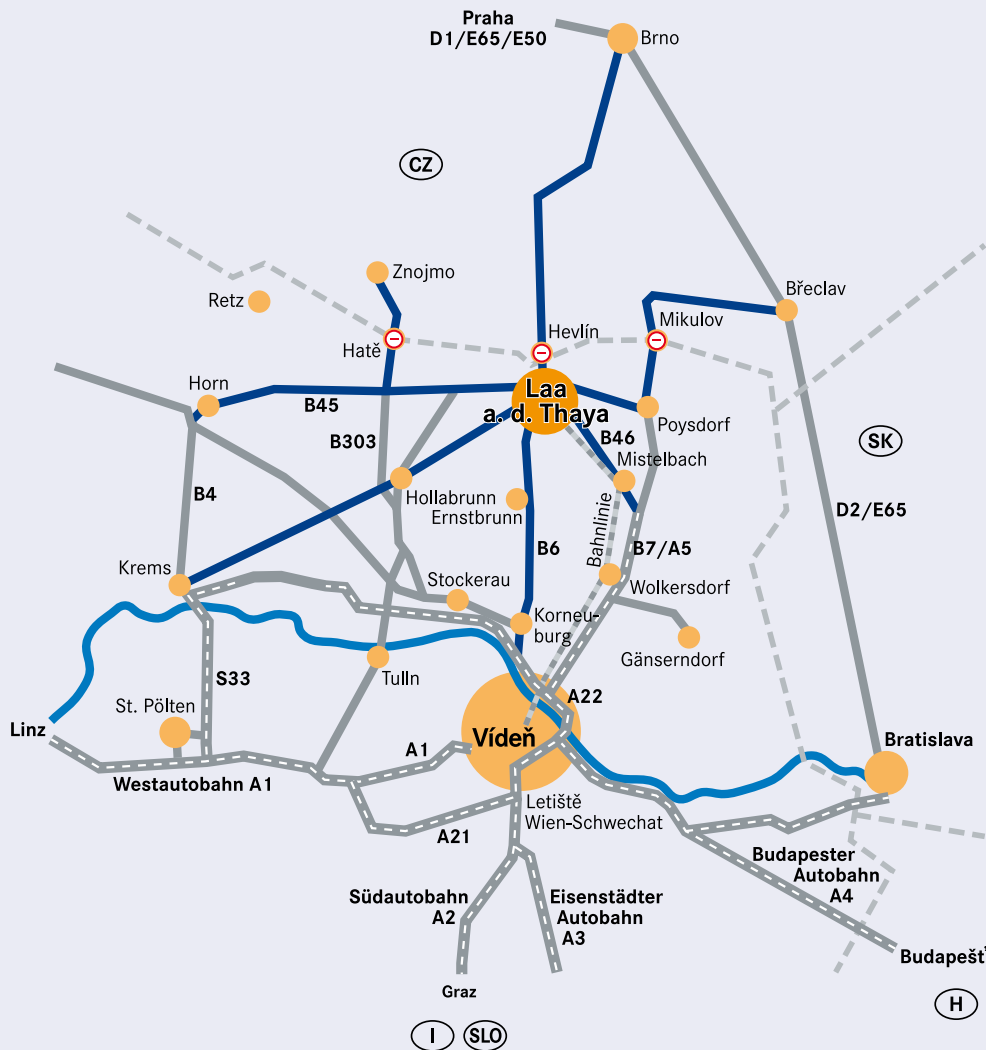 Praha
D1/E65/E50
Brno
CZ
Znojmo
Retz
Břeclav
Hatě
Hevlín
Mikulov
Horn
B45
Laa
a. d. Thaya
B303
B46
Poysdorf
SK
Mistelbach
B4
Hollabrunn
Ernstbrunn
Bahnlinie
D2/E65
B6
B7/A5
Krems
Stockerau
Wolkersdorf
Korneu-
burg
Gänserndorf
S33
Tulln
St. Pölten
A22
Linz
Vídeň
A1
Bratislava
Westautobahn A1
Letiště
Wien-Schwechat
A21
Budapester
Autobahn
A4
Südautobahn
A2
Eisenstädter
Autobahn
A3
Budapešť
Graz
H
I
SLO